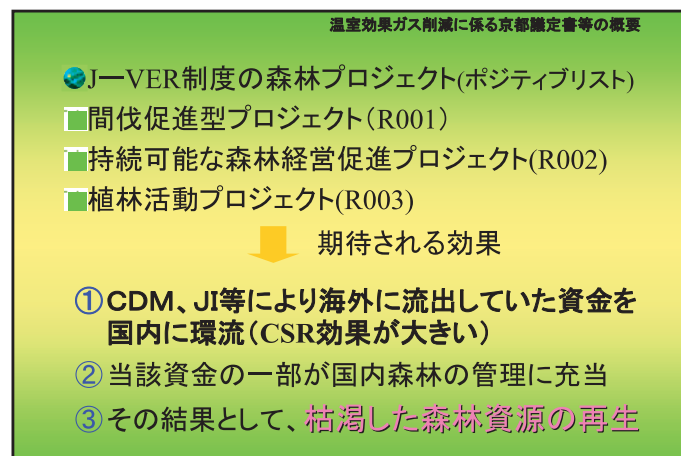 温室効果ガス削減に係る京都議定書等の概要
J－VER制度の森林プロジェクト(ポジティブリスト)
間伐促進型プロジェクト(R001)
持続可能な森林経営促進プロジェクト(R002)
植林活動プロジェクト(R003)
期待される効果
①CDM、JI等により海外に流出していた資金を
国内に環流(CSR効果が大きい)
②当該資金の一部が国内森林の管理に充当
③その結果として、枯渇した森林資源の再生